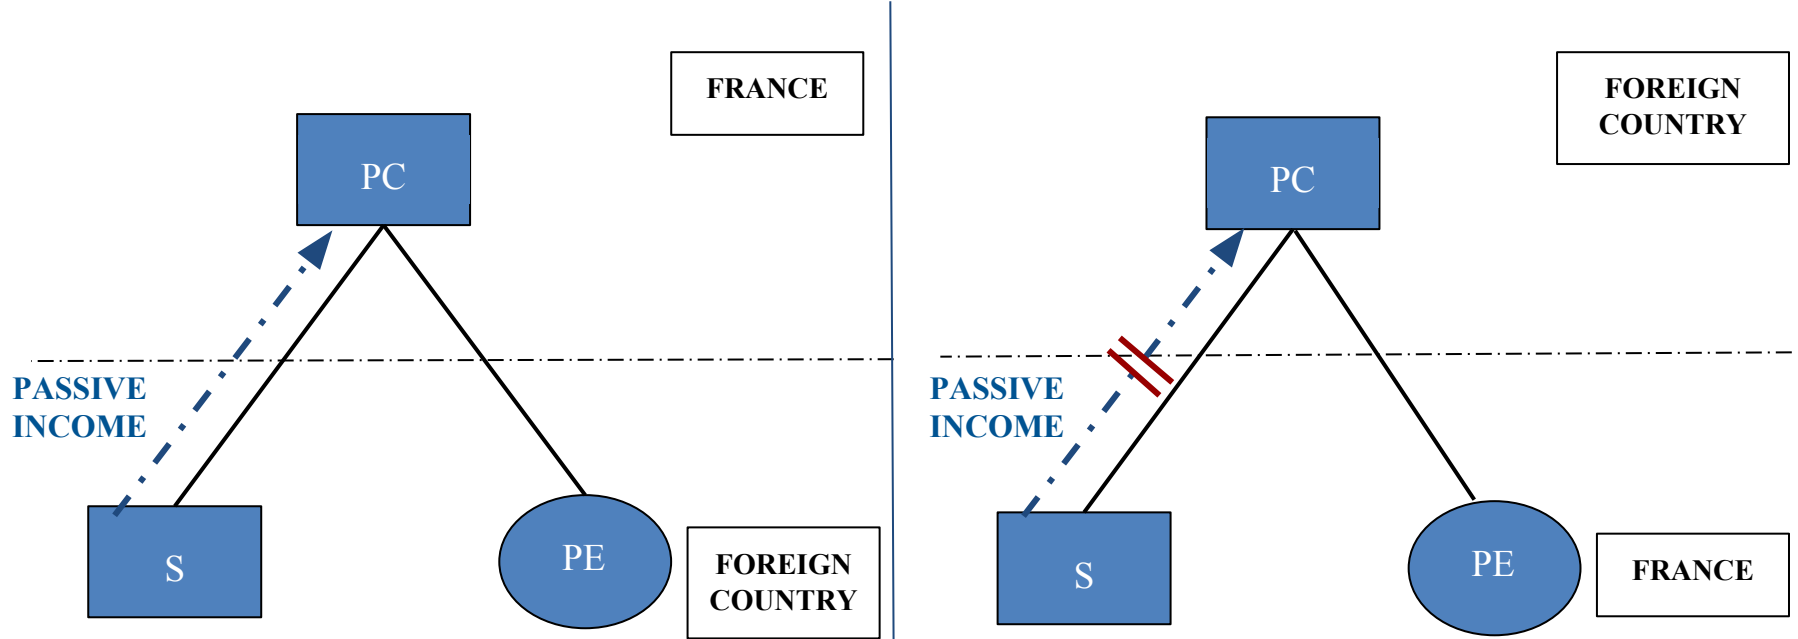 FRANCE
PC
PASSIVE
INCOME
S
PE
FOREIGN
COUNTRY
FOREIGN
COUNTRY
PC
PASSIVE
INCOME
S
PE
FRANCE